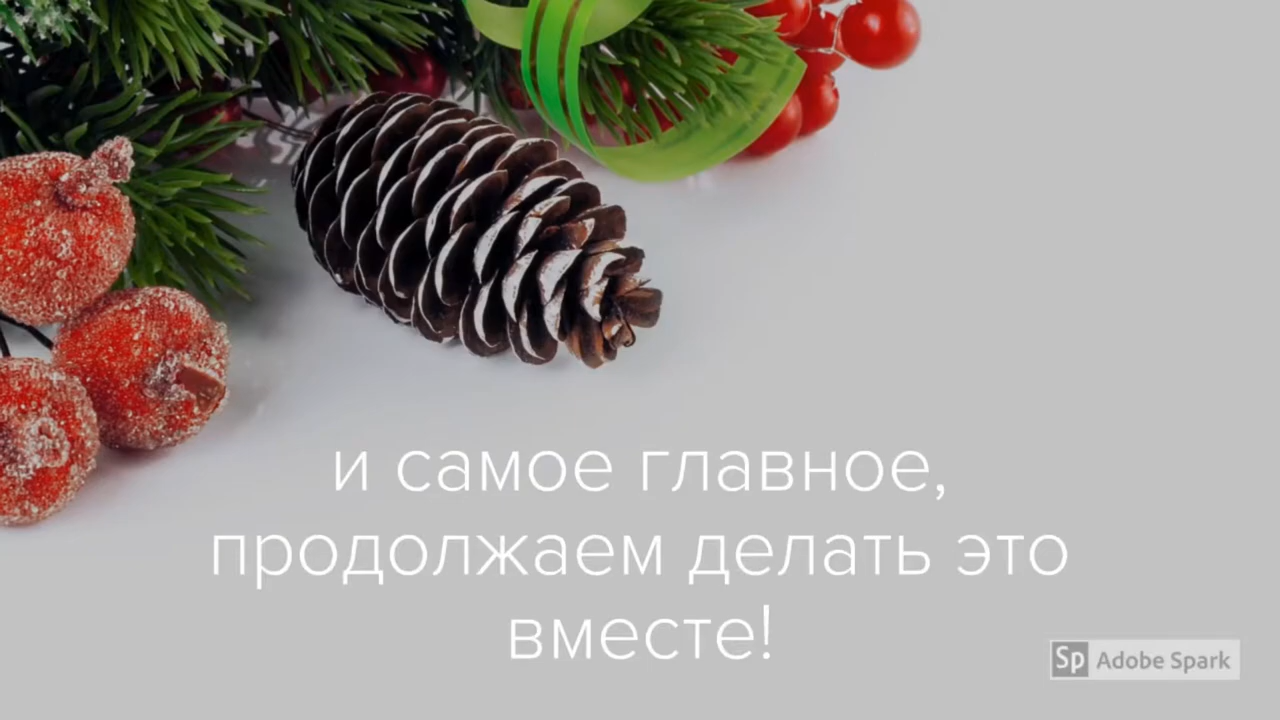 и самое главное,
продолжаем делать это
вместе!
Sp Adobe Spark